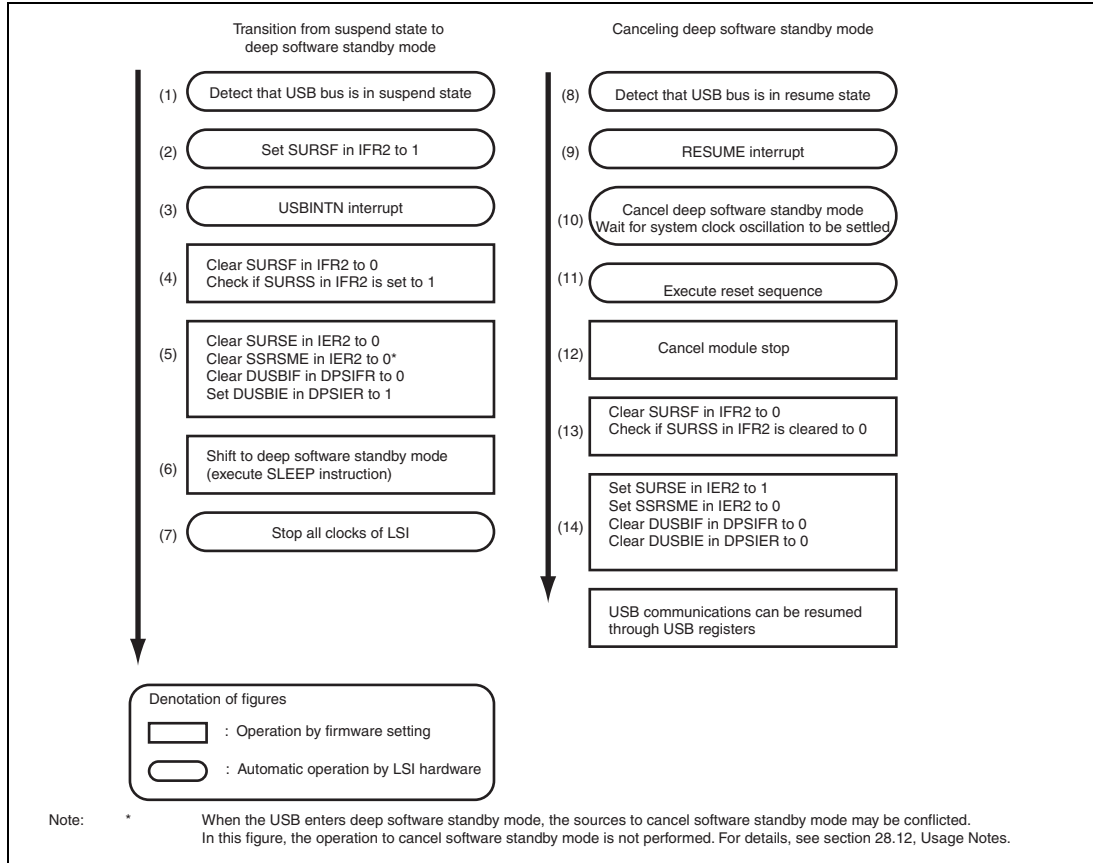 Transition from suspend state to
deep software standby mode
(1) Detect that USB bus is in suspend state
(2) Set SURSF in IFR2 to 1
(3) USBINTN interrupt
(4) Clear SURSF in IFR2 to 0
Check if SURSS in IFR2 is set to 1
(5) Clear SURSE in IER2 to 0
Clear SSRSME in IER2 to 0*
Clear DUSBIF in DPSIFR to 0
Set DUSBIE in DPSIER to 1
(6) Shift to deep software standby mode
(execute SLEEP instruction)
(7) Stop all clocks of LSI
Canceling deep software standby mode
(8) Detect that USB bus is in resume state
(9) RESUME interrupt
(10) Cancel deep software standby mode
Wait for system clock oscillation to be settled
(11) Execute reset sequence
(12) Cancel module stop
(13) Clear SURSF in IFR2 to 0
Check if SURSS in IFR2 is cleared to 0
(14) Set SURSE in IER2 to 1
Set SSRSME in IER2 to 0
Clear DUSBIF in DPSIFR to 0
Clear DUSBIE in DPSIER to 0
USB communications can be resumed
through USB registers
Denotation of figures
: Operation by firmware setting
: Automatic operation by LSI hardware
Note: * When the USB enters deep software standby mode, the sources to cancel software standby mode may be conflicted.
In this figure, the operation to cancel software standby mode is not performed. For details, see section 28.12, Usage Notes.